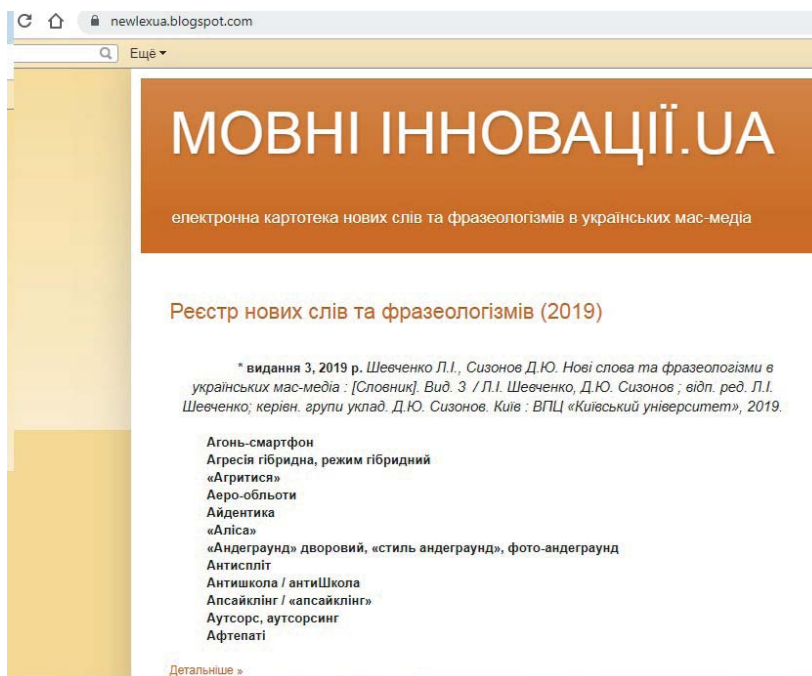 newlexua.blogspot.com
Ещё
МОВНІ ІННОВАЦІЇ.UA
електронна картотека нових слів та фразеологізмів в українських мас-медіа
Реєстр нових слів та фразеологізмів (2019)
* видання 3, 2019 р. Шевченко Л.І., Сизонов Д.Ю. Нові слова та фразеологізми в
українських мас-медіа : [Словник]. Вид. 3 / Л.І. Шевченко, Д.Ю. Сизонов ; відп. ред. Л.І.
Шевченко; керівн. групи уклад. Д.Ю. Сизонов. Київ : ВПЦ «Київський університет», 2019.
Агонь-смартфон
Агресія гібридна, режим гібридний
«Агритися»
Аеро-обльоти
Айдентика
«Аліса»
«Андеграунд» дворовий, «стиль андеграунд», фото-андеграунд
Антиспліт
Антишкола / антиШкола
Апсайклінг / «апсайклінг»
Аутсорс, аутсорсинг
Афтепаті
Детальніше »